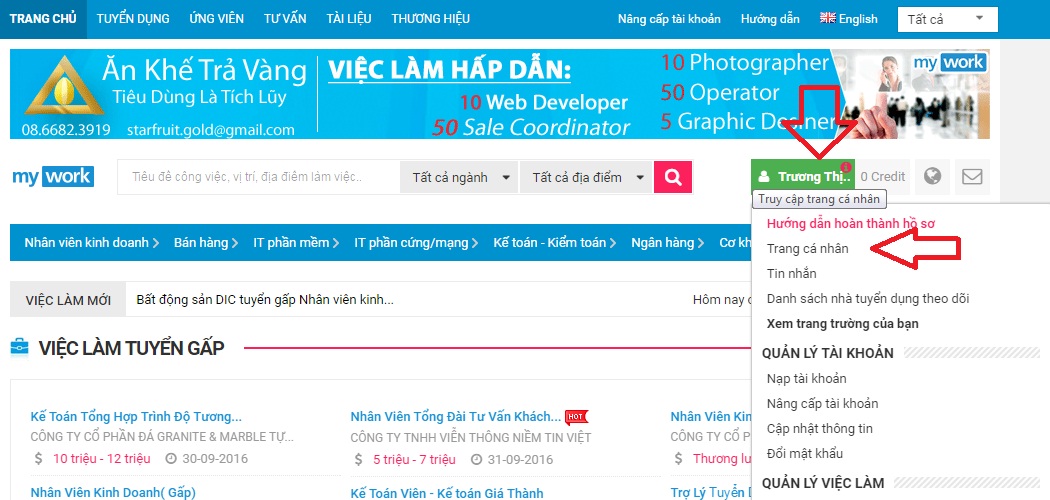 TRANG CHỦ TUYỂN DỤNG ỨNG VIÊN TƯ VẤN TÀI LIỆU THƯƠNG HIỆU Nâng cấp tài khoản Hướng dẫn English Tất cả
Ăn Khế Trả Vàng
Tiêu Dùng Là Tích Lũy
08.6682.3919 starfruit.gold@gmail.com
VIỆC LÀM HẤP DẪN:
10 Web Developer
50 Sale Coordinator
10 Photographer
50 Operator
5 Graphic Desiner
my work
my work Tiêu đề công việc, vị trí, địa điểm làm việc.. Tất cả ngành Tất cả địa điểm Trương Thị.. 0 Credit
Truy cập trang cá nhân
Hướng dẫn hoàn thành hồ sơ
Trang cá nhân
Tin nhắn
Danh sách nhà tuyển dụng theo dõi
Xem trang trường của bạn
QUẢN LÝ TÀI KHOẢN
Nạp tài khoản
Nâng cấp tài khoản
Cập nhật thông tin
Đổi mật khẩu
QUẢN LÝ VIỆC LÀM
Nhân viên kinh doanh Bán hàng IT phần mềm IT phần cứng/mạng Kế toán - Kiểm toán Ngân hàng Cơ kh
VIỆC LÀM MỚI Bất động sản DIC tuyển gấp Nhân viên kinh... Hôm nay c
VIỆC LÀM TUYỂN GẤP
Kế Toán Tổng Hợp Trình Độ Tương...
CÔNG TY CỔ PHẦN ĐÁ GRANITE & MARBLE TỰ...
$ 10 triệu - 12 triệu 30-09-2016
Nhân Viên Tổng Đài Tư Vấn Khách... HOT
CÔNG TY TNHH VIỄN THÔNG NIỀM TIN VIỆT
$ 5 triệu - 7 triệu 31-09-2016
Nhân Viên Kin
CÔNG TY CỔ P
$ Thương lu
Nhân Viên Kinh Doanh( Gấp)
Kế Toán Viên - Kế toán Giá Thành
Trợ Lý Tuyển D